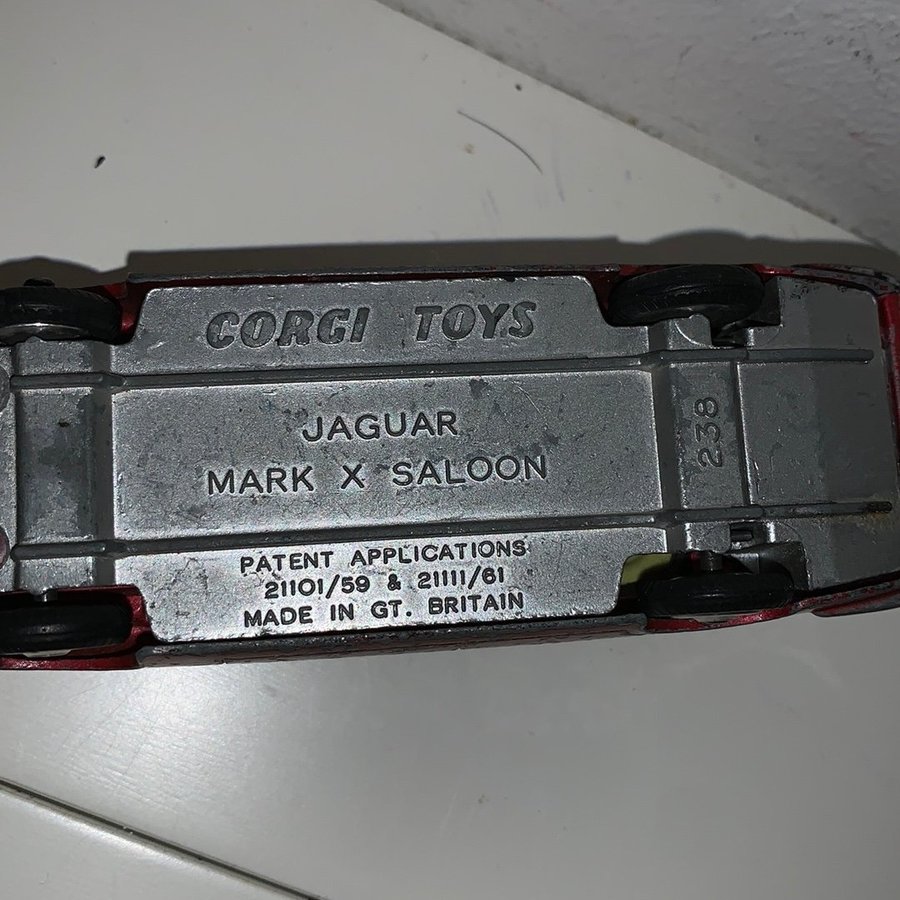 CORGI TOYS
JAGUAR
MARK X SALOON
238
PATENT APPLICATIONS
21101/59 & 21111/61
MADE IN GT. BRITAIN